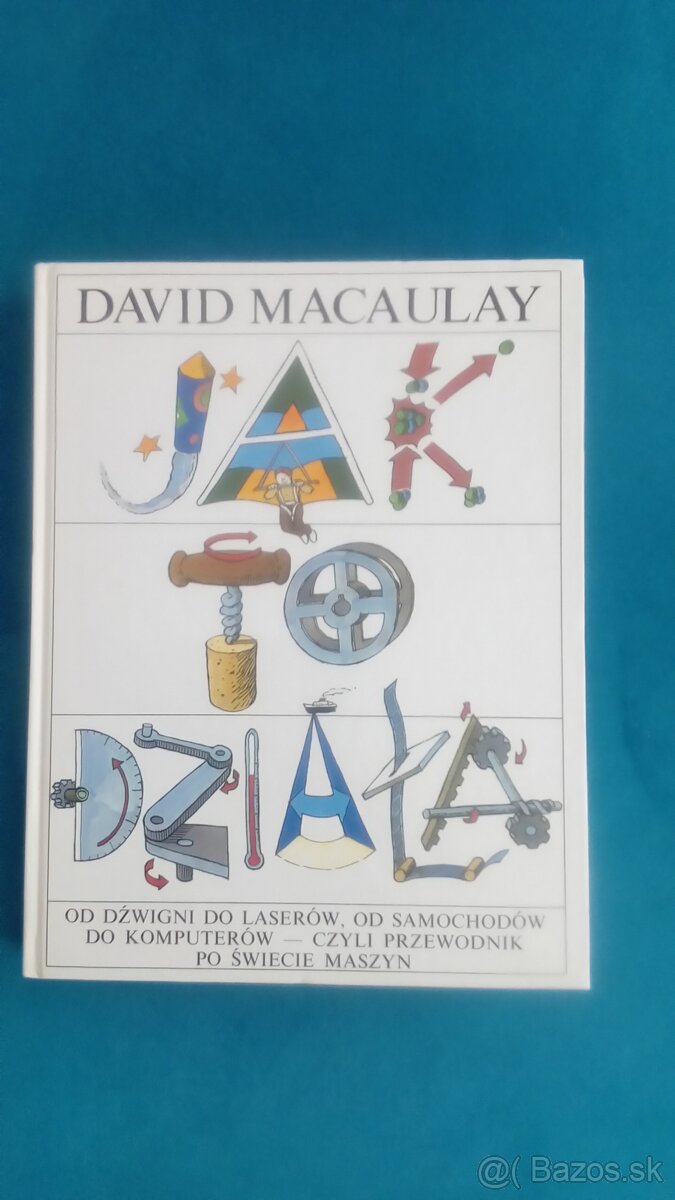 DAVID MACAULAY
JAK
TO
DZIAŁA
OD DŹWIGNI DO LASERÓW, OD SAMOCHODÓW
DO KOMPUTERÓW — CZYLI PRZEWODNIK
PO ŚWIECIE MASZYN
@( Bazos.sk